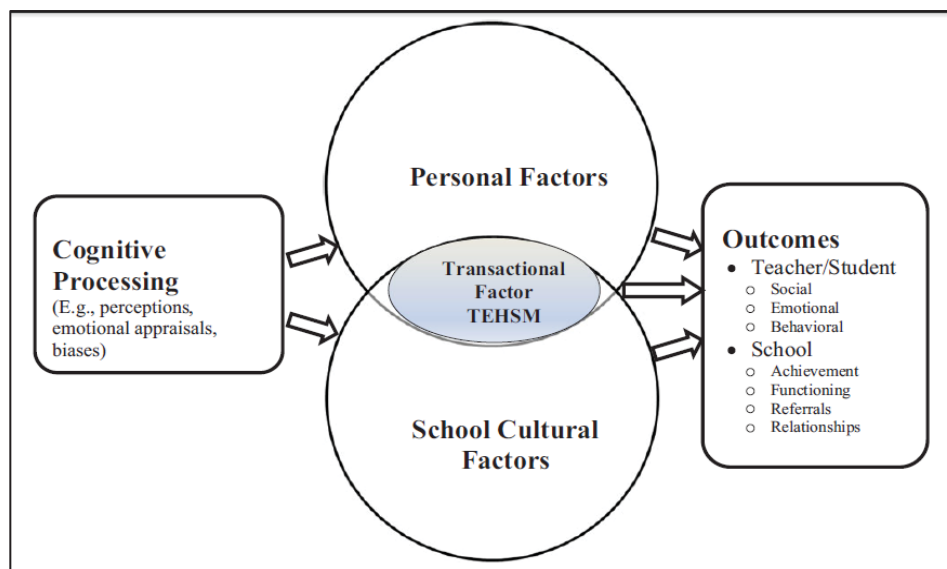 Personal Factors
Cognitive
Processing
(E.g., perceptions,
emotional appraisals,
biases)
Transactional
Factor
TEHSM
School Cultural
Factors
Outcomes
• Teacher/Student
o Social
o Emotional
o Behavioral
• School
o Achievement
o Functioning
o Referrals
o Relationships